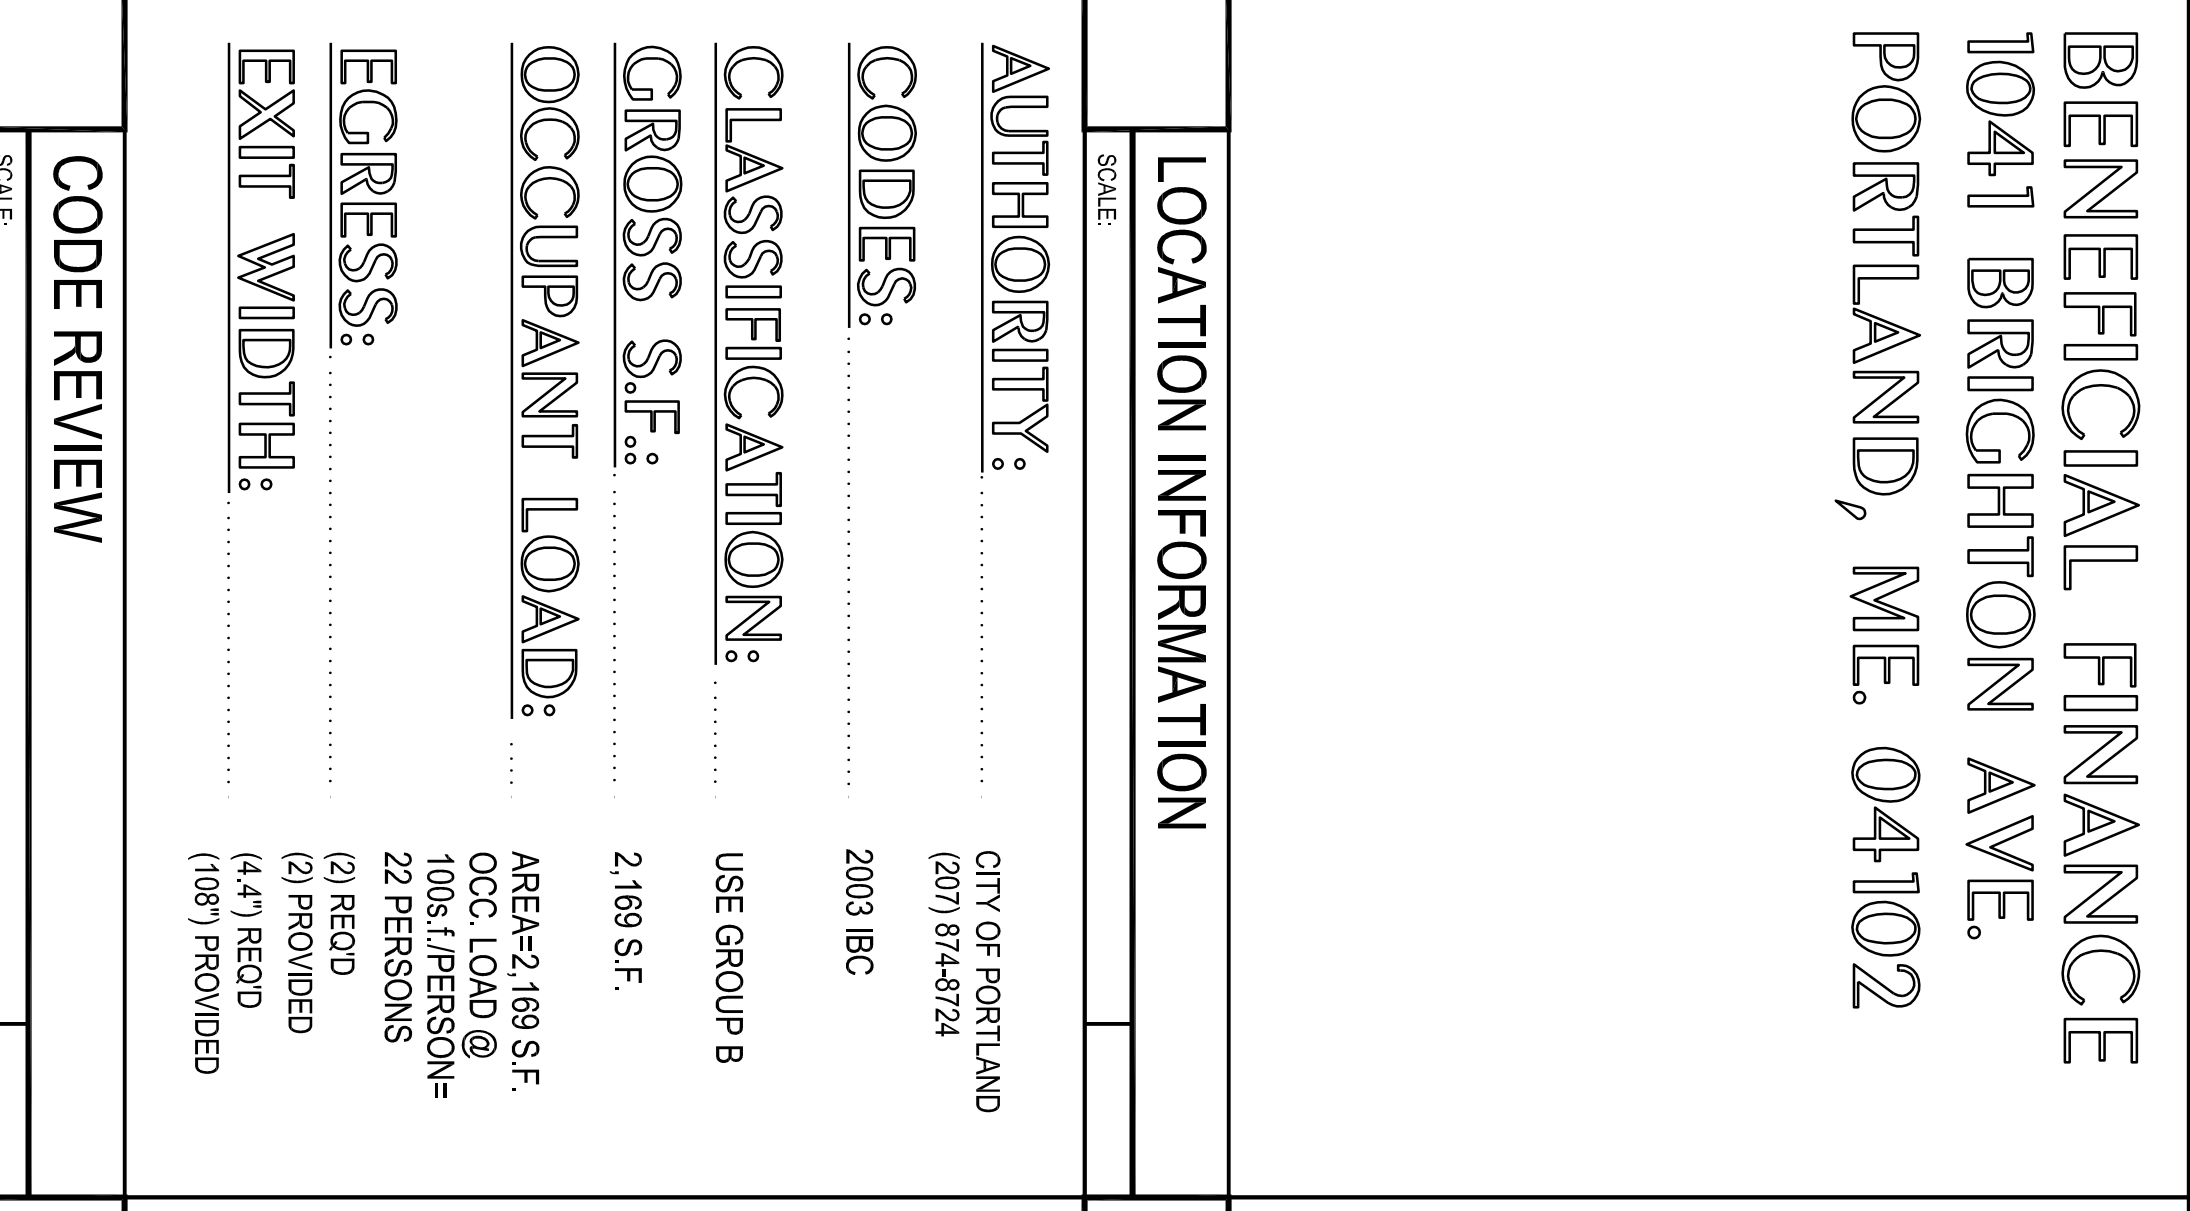 BENEFICIAL FINANCE
1041 BRIGHTON AVE.
PORTLAND, ME. 04102
LOCATION INFORMATION
SCALE:
AUTHORITY: CITY OF PORTLAND
(207) 874-8724
CODES: 2003 IBC
CLASSIFICATION: USE GROUP B
GROSS S.F.: 2,169 S.F.
OCCUPANT LOAD: AREA=2,169 S.F.
OCC. LOAD @
100s.f./PERSON=
22 PERSONS
EGRESS: (2) REQ'D
(2) PROVIDED
EXIT WIDTH: (4.4") REQ'D
(108") PROVIDED
CODE REVIEW
SCALE: